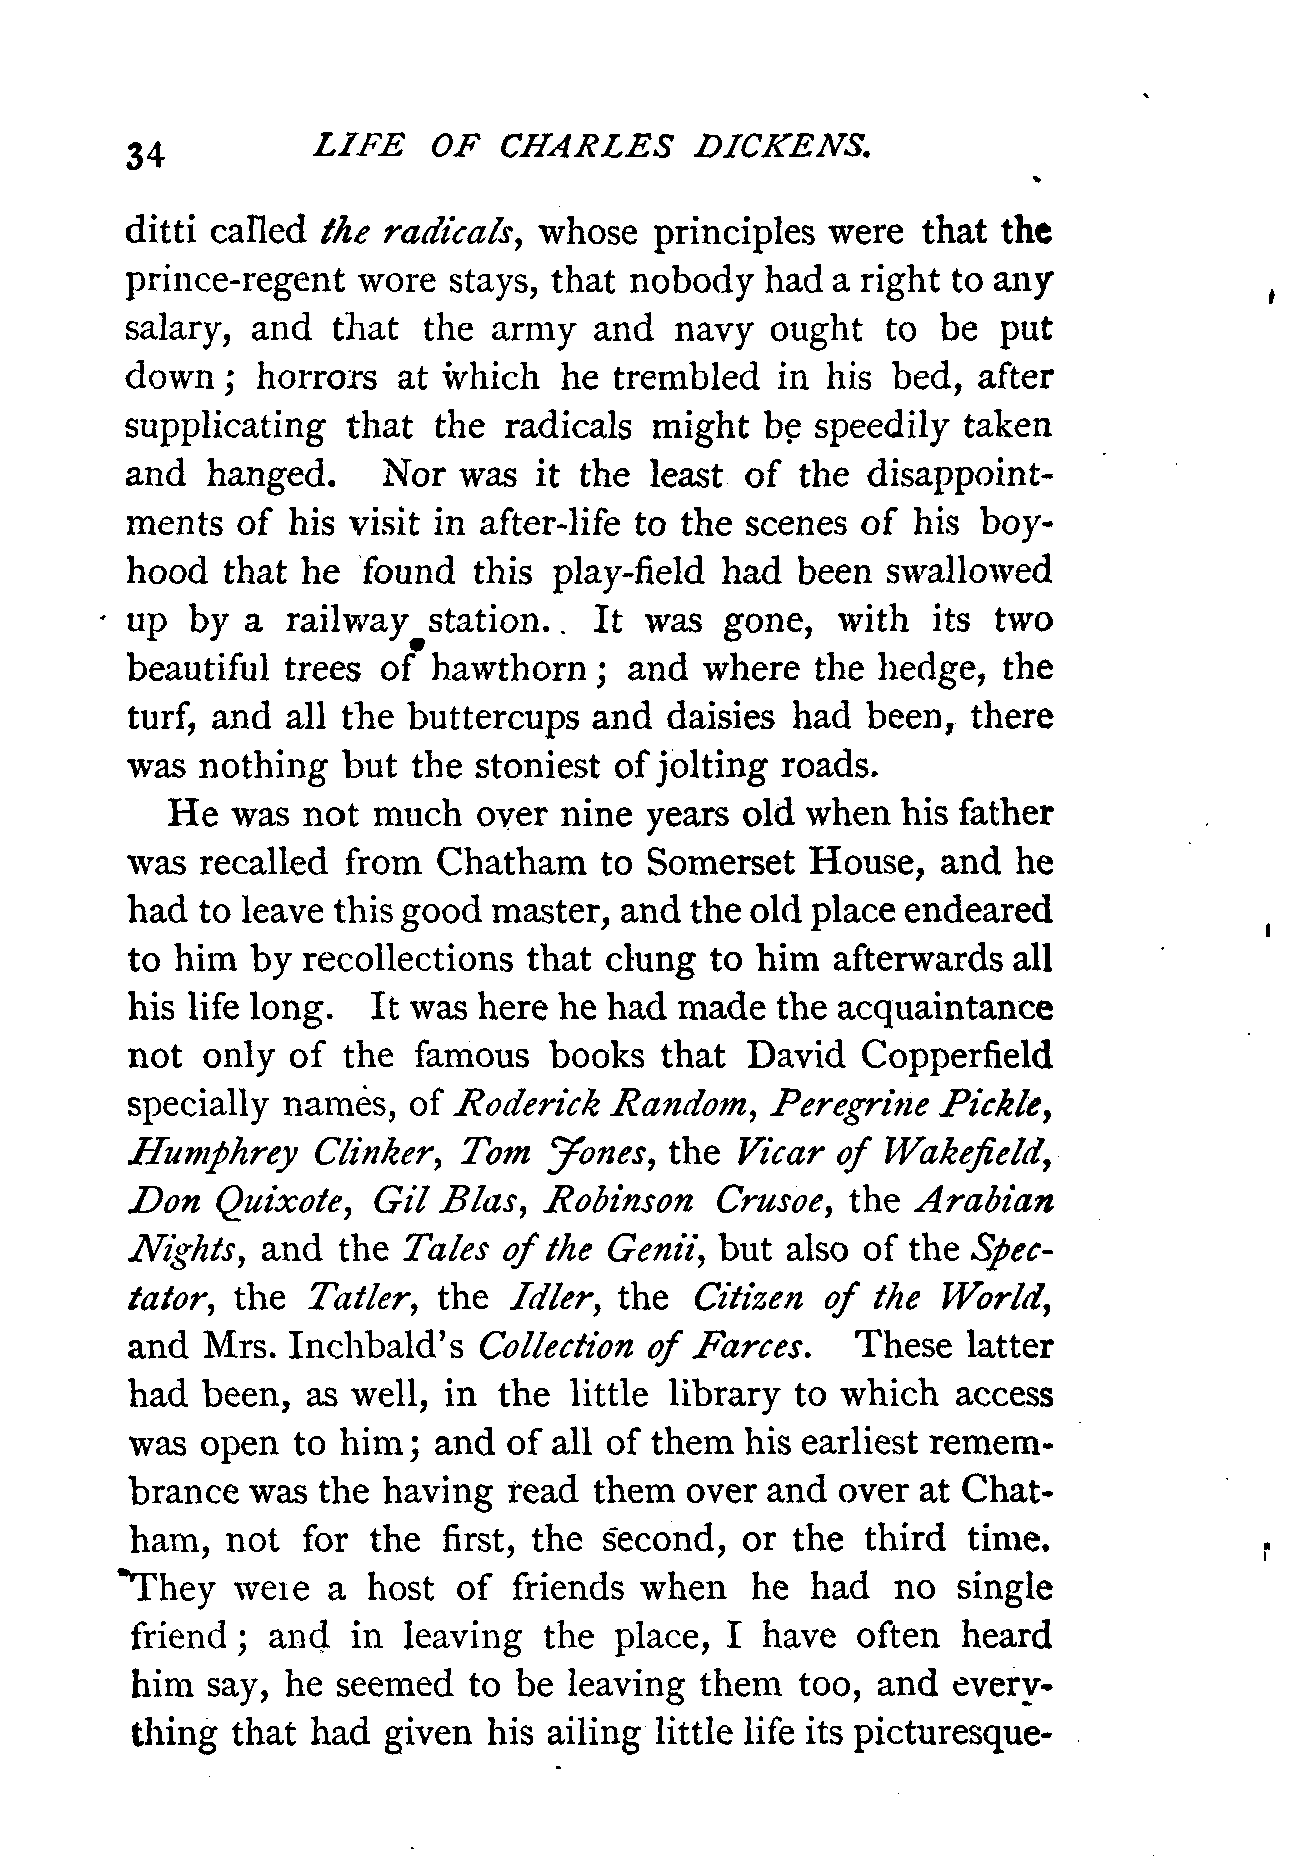 34 LIFE OF CHARLES DICKENS.
ditti called the radicals, whose principles were that the
prince-regent wore stays, that nobody had a right to any
salary, and that the army and navy ought to be put
down; horrors at which he trembled in his bed, after
supplicating that the radicals might be speedily taken
and hanged. Nor was it the least of the disappoint-
ments of his visit in after-life to the scenes of his boy-
hood that he found this play-field had been swallowed
up by a railway station. It was gone, with its two
beautiful trees of hawthorn; and where the hedge, the
turf, and all the buttercups and daisies had been, there
was nothing but the stoniest of jolting roads.
He was not much over nine years old when his father
was recalled from Chatham to Somerset House, and he
had to leave this good master, and the old place endeared
to him by recollections that clung to him afterwards all
his life long. It was here he had made the acquaintance
not only of the famous books that David Copperfield
specially names, of Roderick Random, Peregrine Pickle,
Humphrey Clinker, Tom Jones, the Vicar of Wakefield,
Don Quixote, Gil Blas, Robinson Crusoe, the Arabian
Nights, and the Tales of the Genii, but also of the Spec-
tator, the Tatler, the Idler, the Citizen of the World,
and Mrs. Inchbald's Collection of Farces. These latter
had been, as well, in the little library to which access
was open to him; and of all of them his earliest remem-
brance was the having read them over and over at Chat-
ham, not for the first, the second, or the third time.
They were a host of friends when he had no single
friend; and in leaving the place, I have often heard
him say, he seemed to be leaving them too, and every-
thing that had given his ailing little life its picturesque-